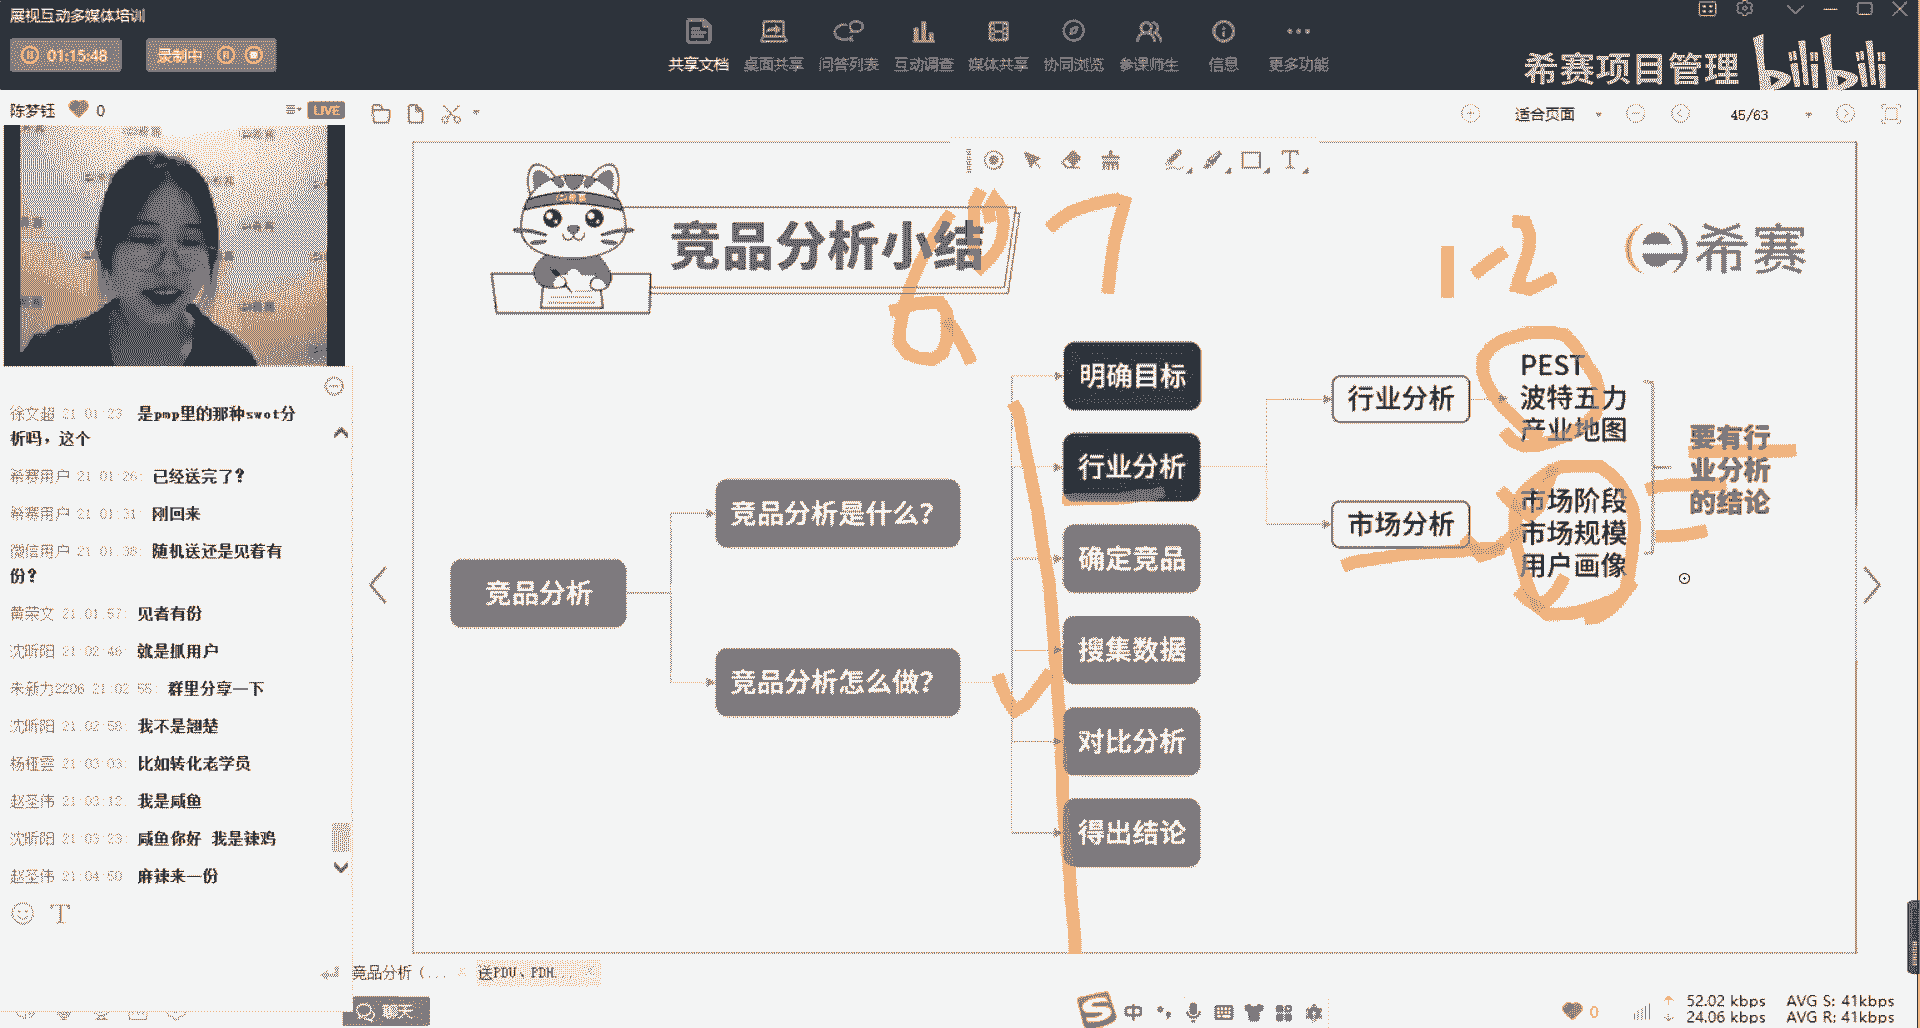 展视互动多媒体培训
01:15:48
录制中
共享文档
桌面共享
问答列表
互动调查
媒体共享
协同浏览
参课师生
信息
更多功能
希赛项目管理
bilibili
陈梦钰
0
LIVE
适合页面
45/63
徐文超 21:01:23 是pmp里的那种swot分
析吗，这个
希赛用户 21:01:26: 已经送完了？
希赛用户 21:01:31: 刚回来
微信用户 21:01:38: 随机送还是见着有
份？
黄荣文 21:01:57: 见者有份
沈昕阳 21:02:46: 就是抓用户
朱新力2206 21:02:55: 群里分享一下
沈昕阳 21:02:58: 我不是翘楚
21:03:03: 比如转化老学员
赵圣伟 21:03:12: 我是咸鱼
沈昕阳 21:03:23: 咸鱼你好 我是辣鸡
赵圣伟 21:04:50: 麻辣来一份
竞品分析小结
7
1-2
希赛
竞品分析
竞品分析是什么？
竞品分析怎么做？
明确目标
行业分析
确定竞品
搜集数据
对比分析
得出结论
行业分析
市场分析
PEST
波特五力
产业地图
市场阶段
市场规模
用户画像
要有行
业分析
的结论
竞品分析（...
送PDU、PDH...
聊天
中
0
52.02 kbps
AVG S: 41kbps
24.06 kbps
AVG R: 41kbps